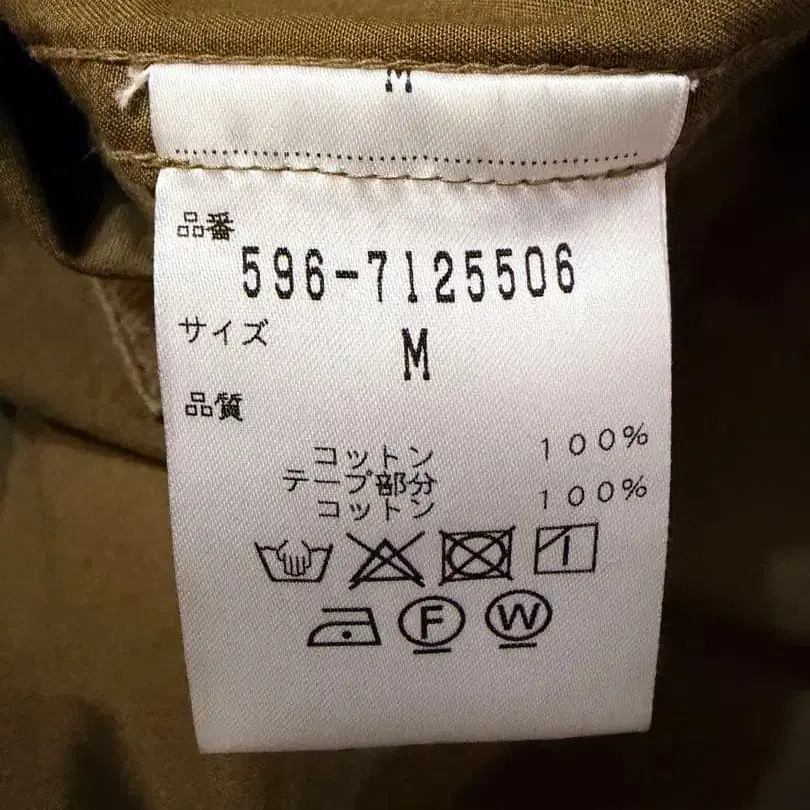 M
品番
596-7125506
サイズ
M
品質
コットン 100%
テープ部分
コットン 100%
F W